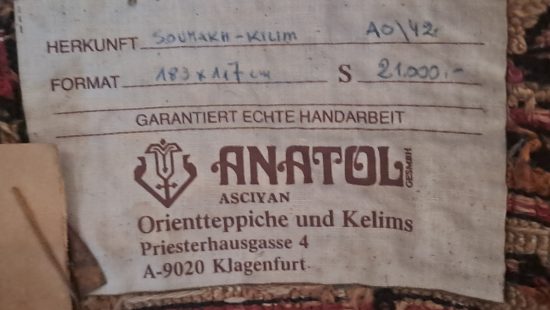 HERKUNFT SOUMAKH-KILIM AO\42.
FORMAT 183 x 117 cm S 21.000,-
GARANTIERT ECHTE HANDARBEIT
ANATOL GESMBH
ASCIYAN
Orientteppiche und Kelims
Priesterhausgasse 4
A-9020 Klagenfurt